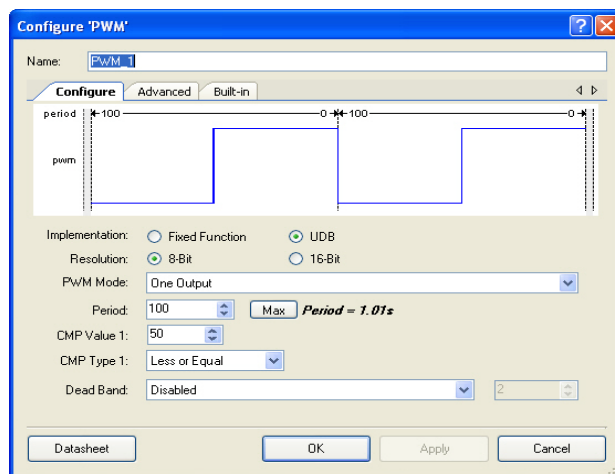 Configure 'PWM'
Name: PWM_1
Configure Advanced Built-in
period 100 0 100 0
pwm
Implementation: Fixed Function UDB
Resolution: 8-Bit 16-Bit
PWM Mode: One Output
Period: 100 Max Period = 1.01s
CMP Value 1: 50
CMP Type 1: Less or Equal
Dead Band: Disabled 2
Datasheet OK Apply Cancel